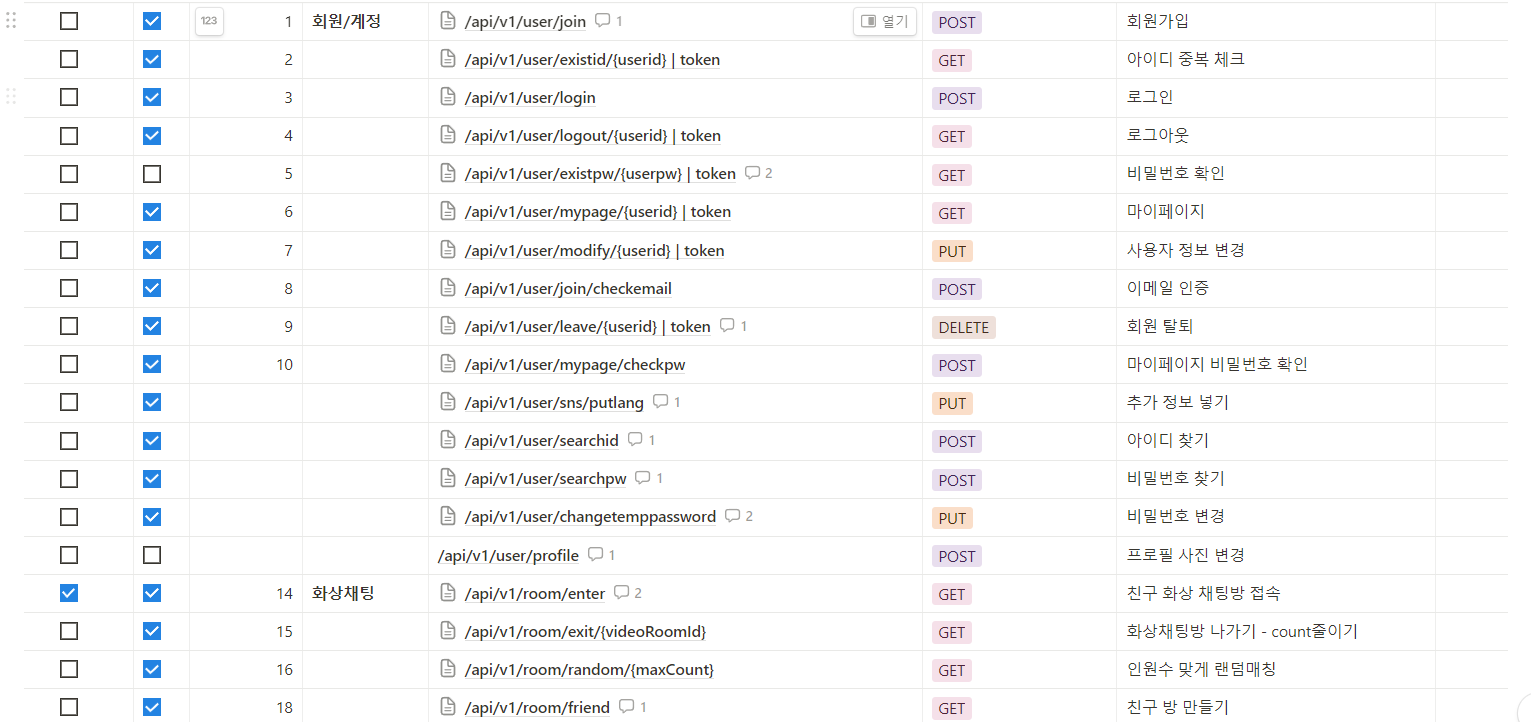 123 1 회원/계정 /api/v1/user/join 1 열기 POST 회원가입
2 /api/v1/user/existid/{userid} | token GET 아이디 중복 체크
3 /api/v1/user/login POST 로그인
4 /api/v1/user/logout/{userid} | token GET 로그아웃
5 /api/v1/user/existpw/{userpw} | token 2 GET 비밀번호 확인
6 /api/v1/user/mypage/{userid} | token GET 마이페이지
7 /api/v1/user/modify/{userid} | token PUT 사용자 정보 변경
8 /api/v1/user/join/checkemail POST 이메일 인증
9 /api/v1/user/leave/{userid} | token 1 DELETE 회원 탈퇴
10 /api/v1/user/mypage/checkpw POST 마이페이지 비밀번호 확인
/api/v1/user/sns/putlang 1 PUT 추가 정보 넣기
/api/v1/user/searchid 1 POST 아이디 찾기
/api/v1/user/searchpw 1 POST 비밀번호 찾기
/api/v1/user/changetemppassword 2 PUT 비밀번호 변경
/api/v1/user/profile 1 POST 프로필 사진 변경
14 화상채팅 /api/v1/room/enter 2 GET 친구 화상 채팅방 접속
15 /api/v1/room/exit/{videoRoomId} GET 화상채팅방 나가기 - count줄이기
16 /api/v1/room/random/{maxCount} GET 인원수 맞게 랜덤매칭
18 /api/v1/room/friend 1 GET 친구 방 만들기